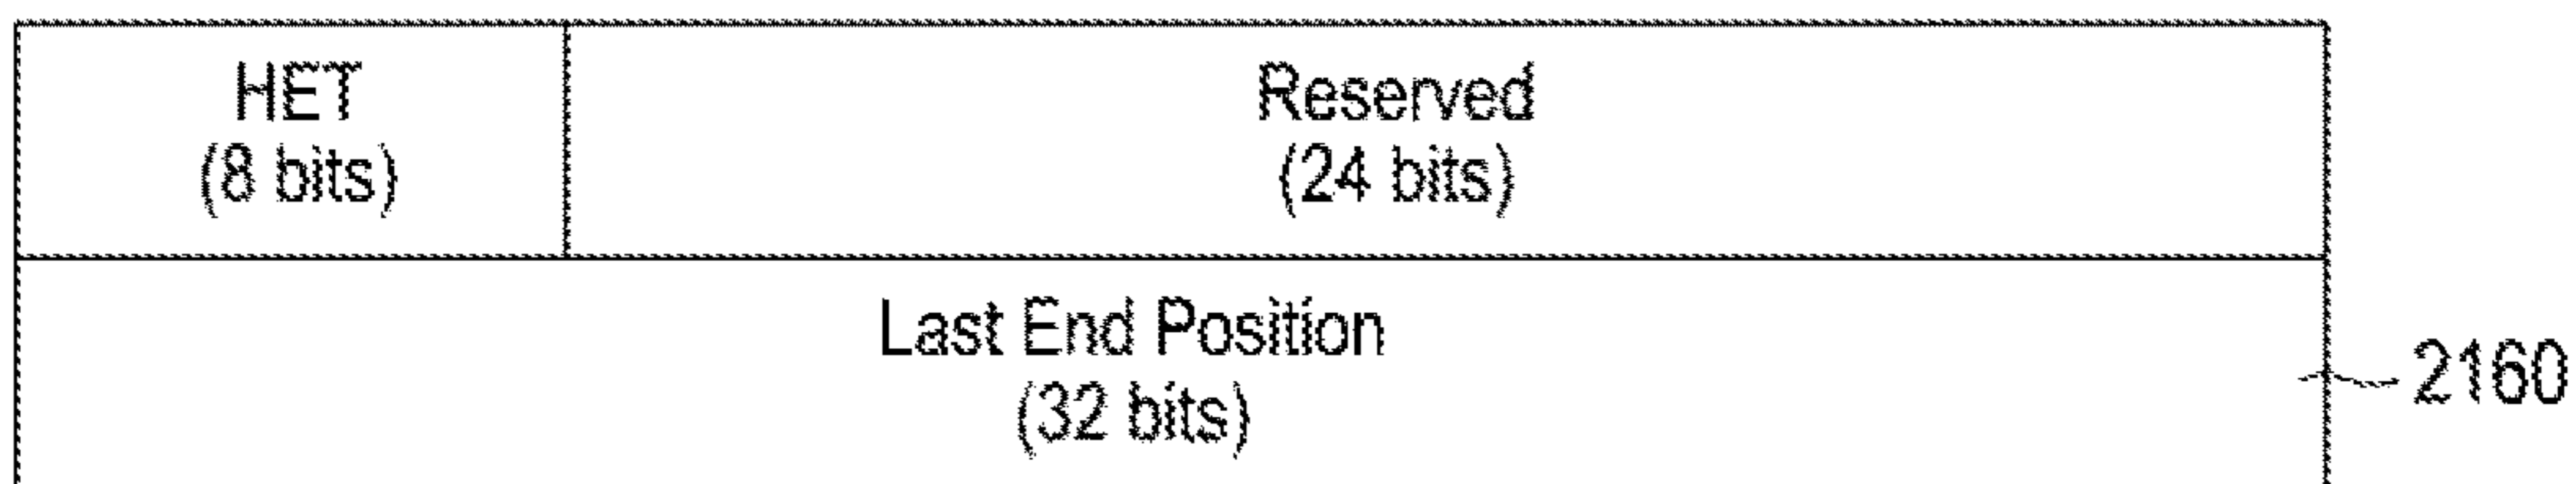 HET
(8 bits)
Reserved
(24 bits)
Last End Position
(32 bits)
2160